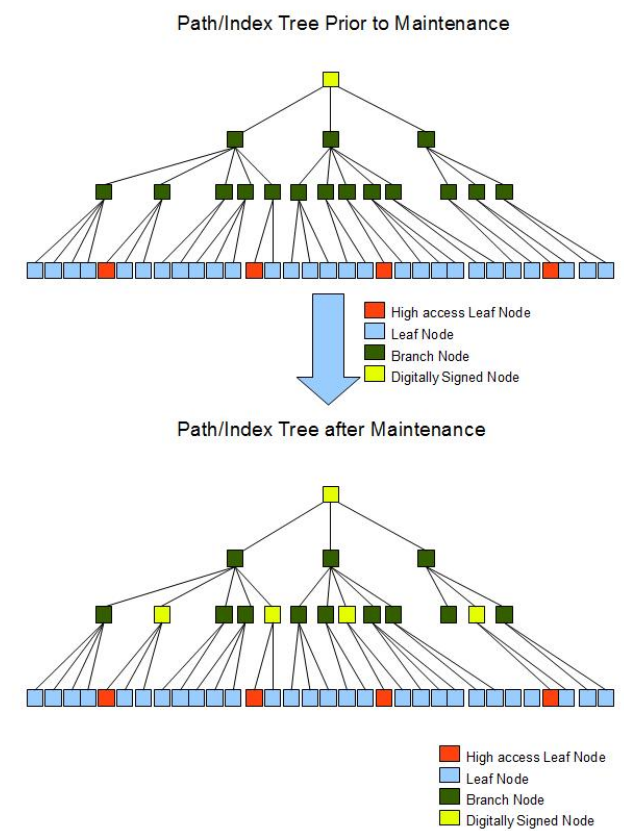 Path/Index Tree Prior to Maintenance
High access Leaf Node
Leaf Node
Branch Node
Digitally Signed Node
Path/Index Tree after Maintenance
High access Leaf Node
Leaf Node
Branch Node
Digitally Signed Node